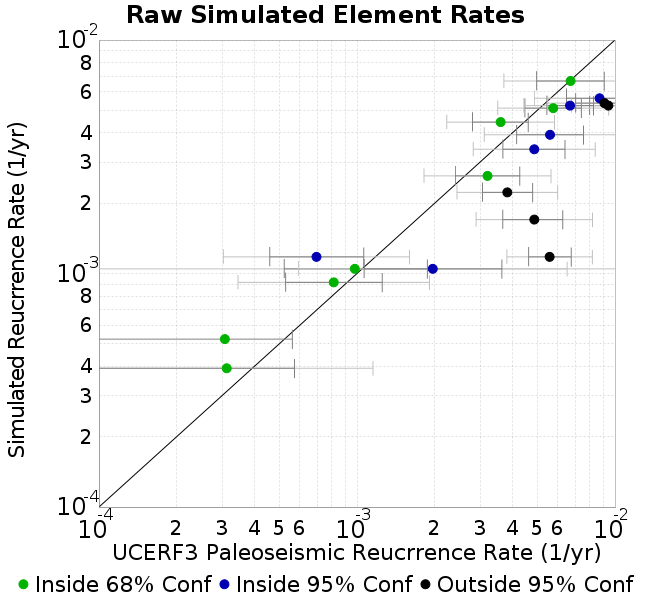 Raw Simulated Element Rates
10-2
8
6
4
3
2
10-3
8
6
4
3
2
10-4
Simulated Reucrrence Rate (1/yr)
10-4 2 3 4 5 6 10-3 2 3 4 5 6 10-2
UCERF3 Paleoseismic Reucrrence Rate (1/yr)
Inside 68% Conf Inside 95% Conf Outside 95% Conf